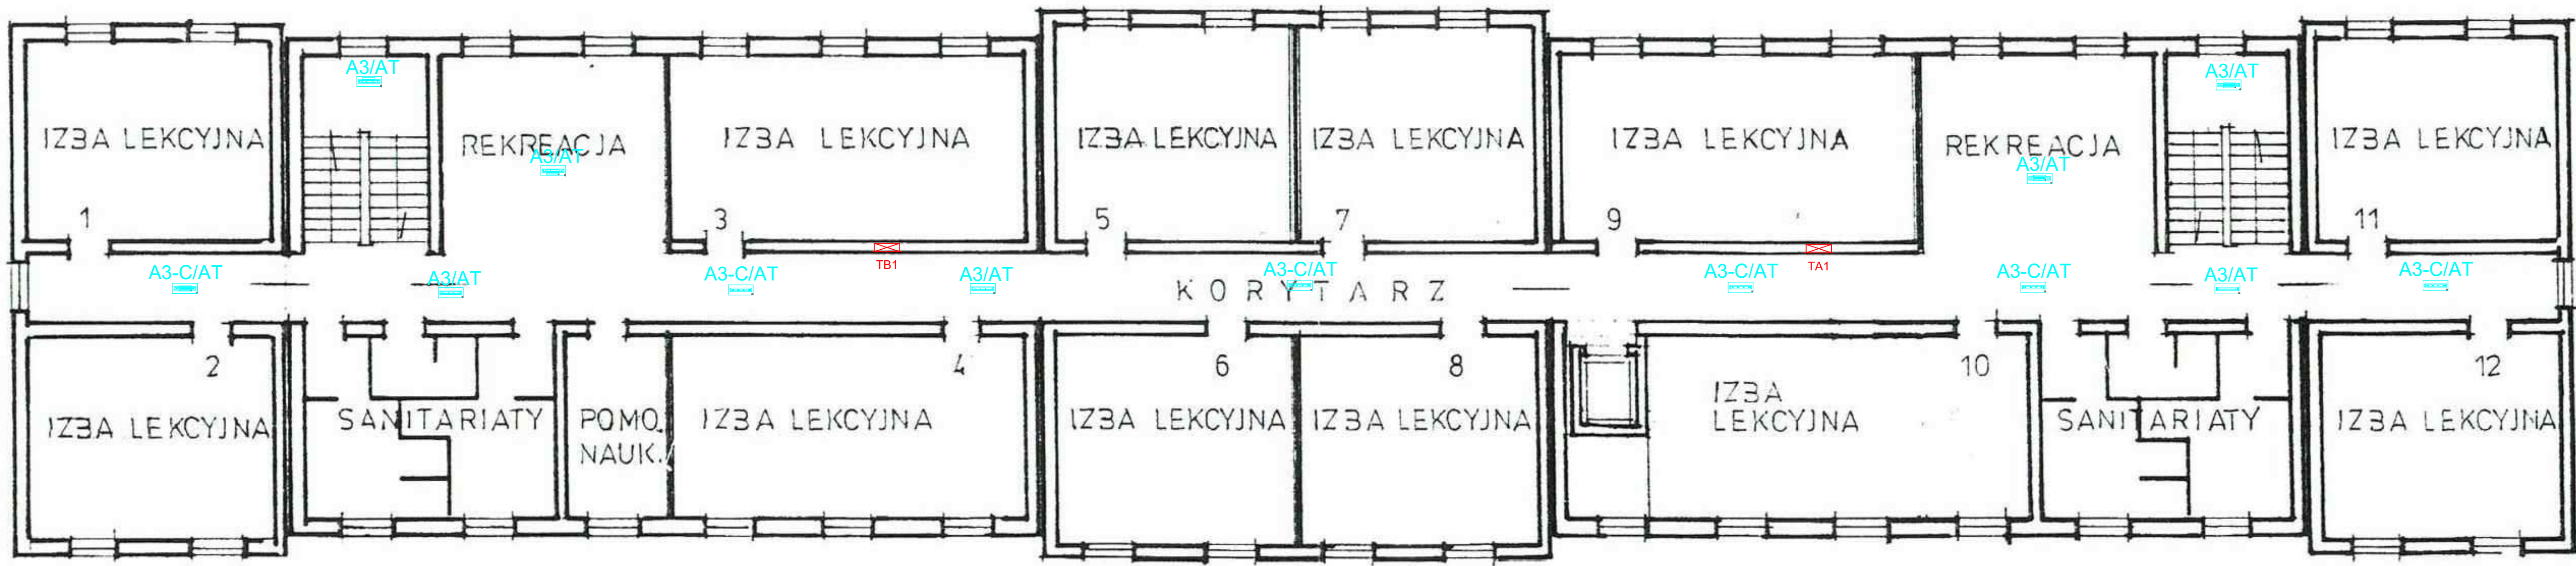 A3/AT
A3/AT
IZBA LEKCYJNA
REKREACJA
A3/AT
IZBA LEKCYJNA
IZBA LEKCYJNA
IZBA LEKCYJNA
IZBA LEKCYJNA
REKREACJA
A3/AT
IZBA LEKCYJNA
1
3
5
7
9
11
A3-C/AT
A3/AT
A3-C/AT
TB1
A3/AT
A3-C/AT
A3-C/AT
TA1
A3-C/AT
A3/AT
A3-C/AT
KORYTARZ
2
4
6
8
10
12
IZBA LEKCYJNA
SANITARIATY
POMO.
NAUK.
IZBA LEKCYJNA
IZBA LEKCYJNA
IZBA LEKCYJNA
IZBA
LEKCYJNA
SANITARIATY
IZBA LEKCYJNA